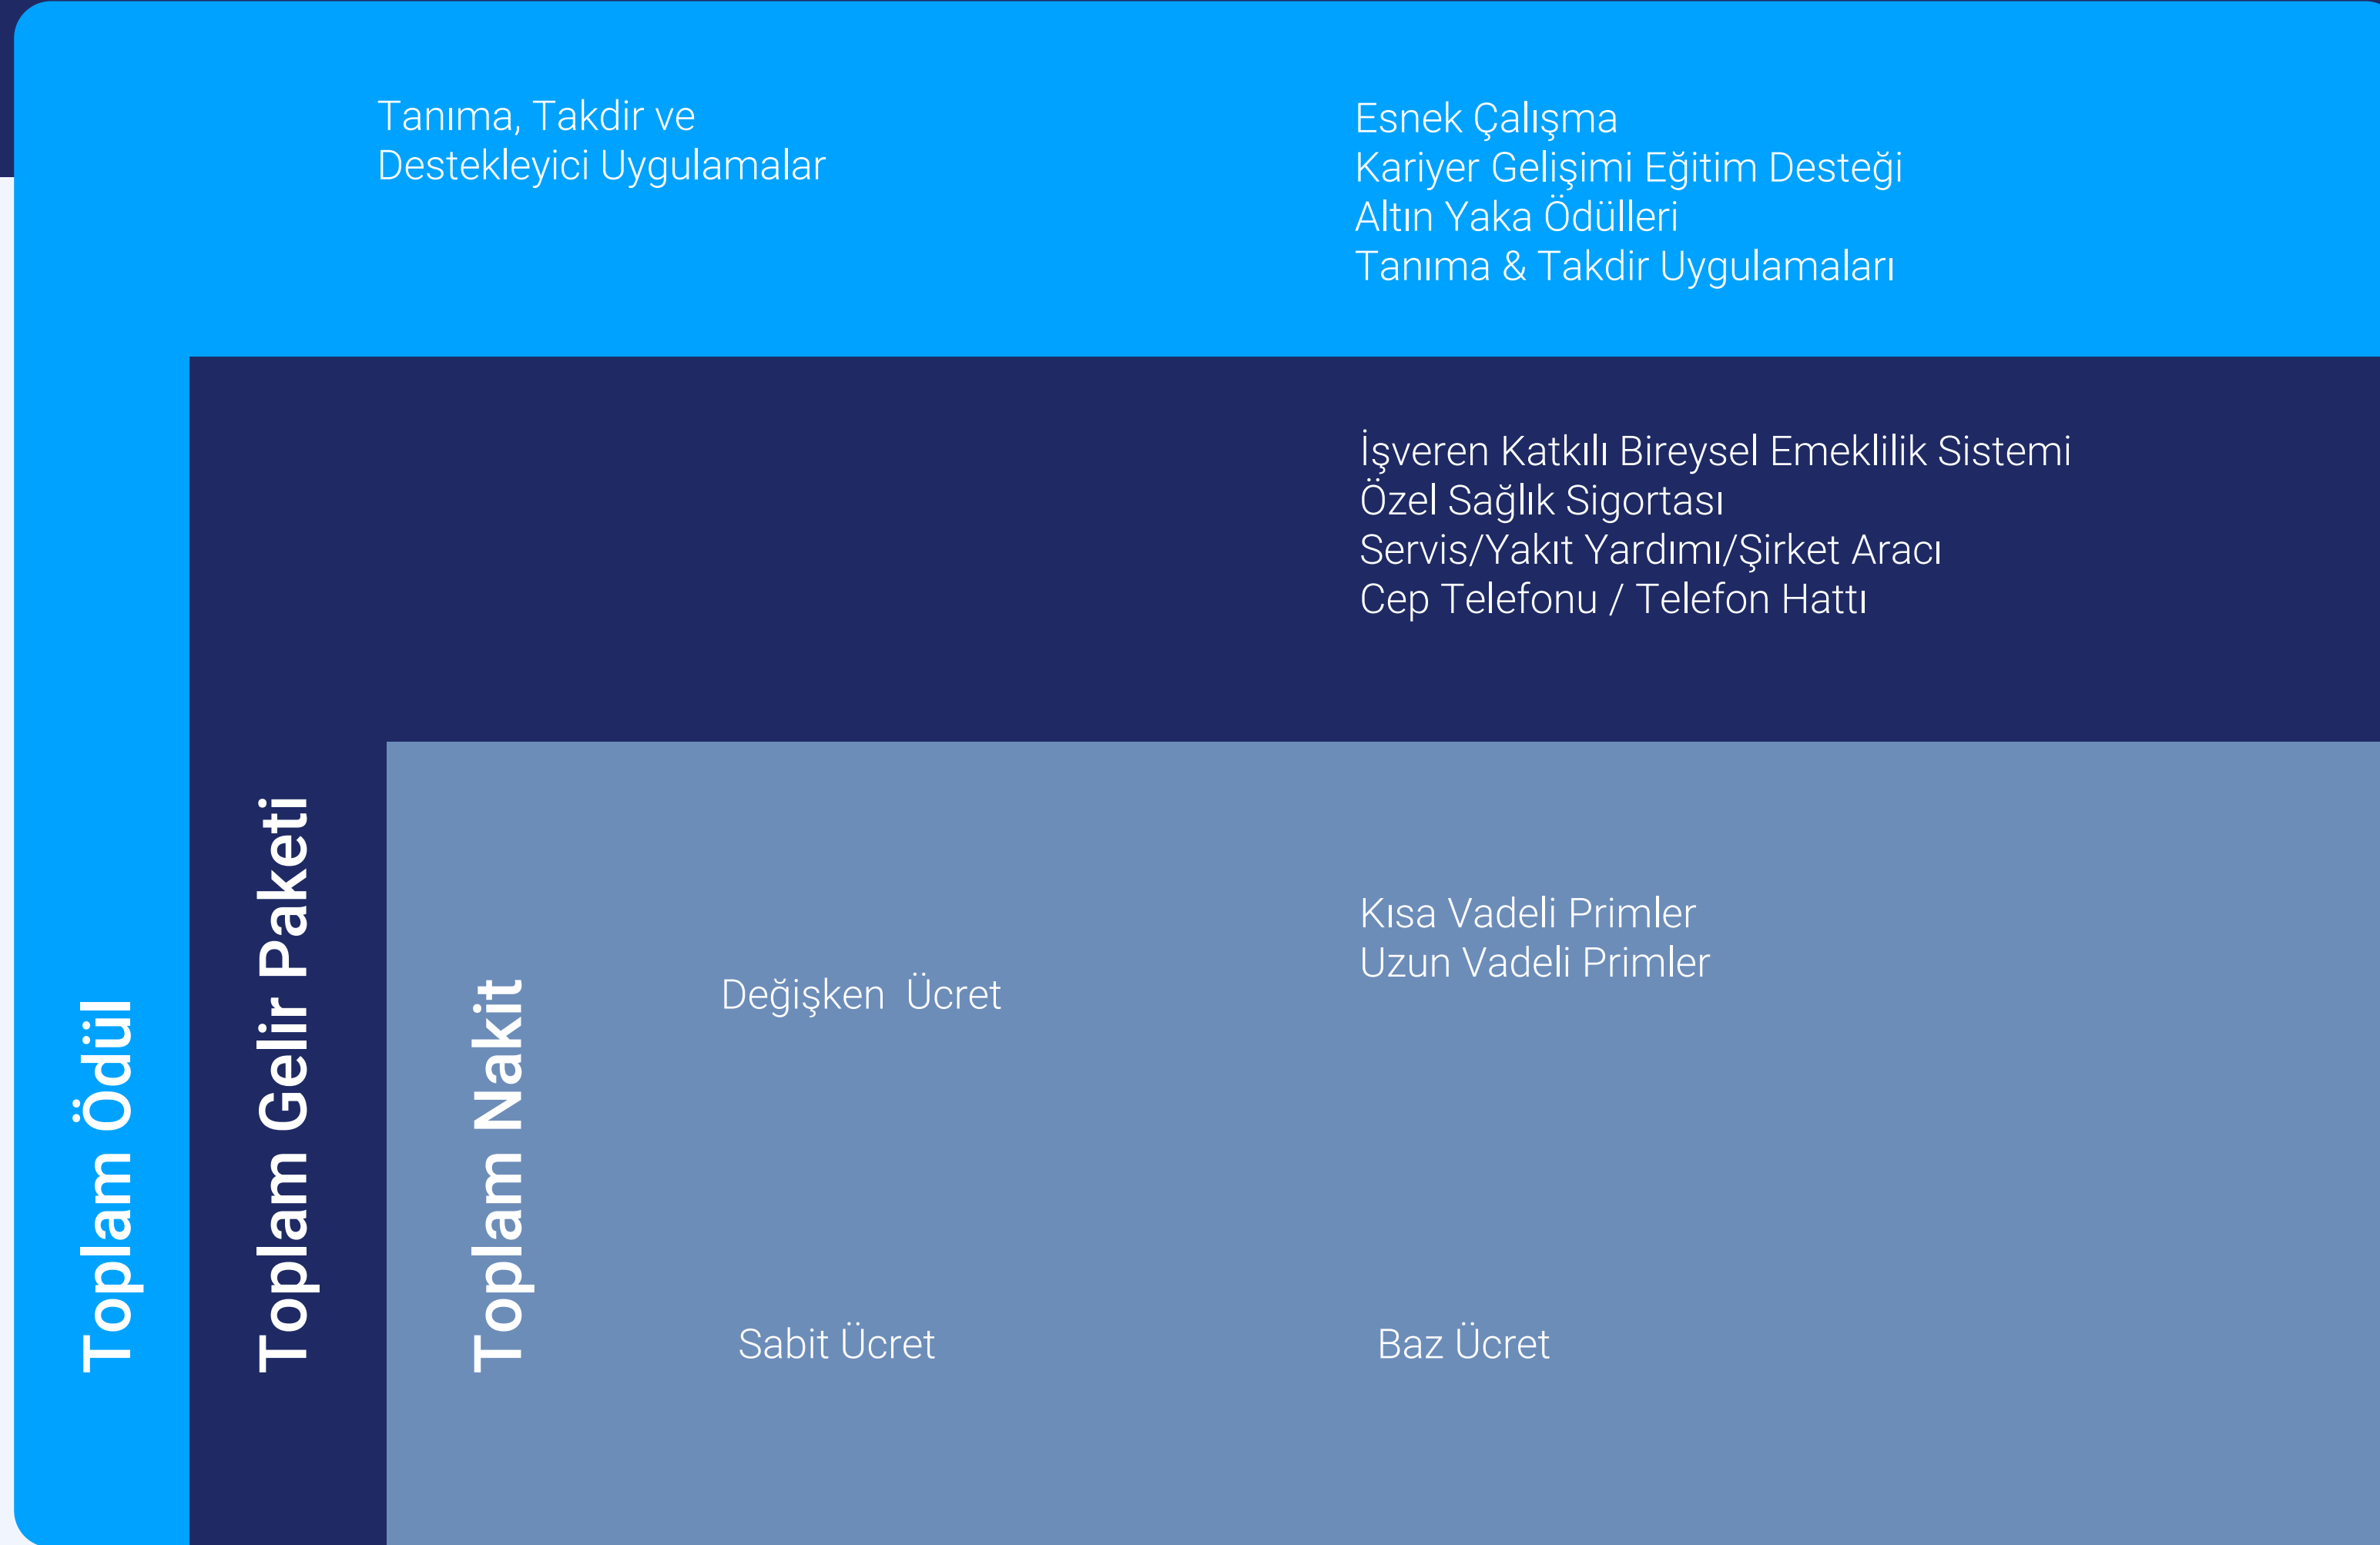 Tanıma, Takdir ve
Destekleyici Uygulamalar
Esnek Çalışma
Kariyer Gelişimi Eğitim Desteği
Altın Yaka Ödülleri
Tanıma & Takdir Uygulamaları
İşveren Katkılı Bireysel Emeklilik Sistemi
Özel Sağlık Sigortası
Servis/Yakıt Yardımı/Şirket Aracı
Cep Telefonu / Telefon Hattı
Toplam Ödül
Toplam Gelir Paketi
Toplam Nakit
Değişken Ücret
Kısa Vadeli Primler
Uzun Vadeli Primler
Sabit Ücret
Baz Ücret